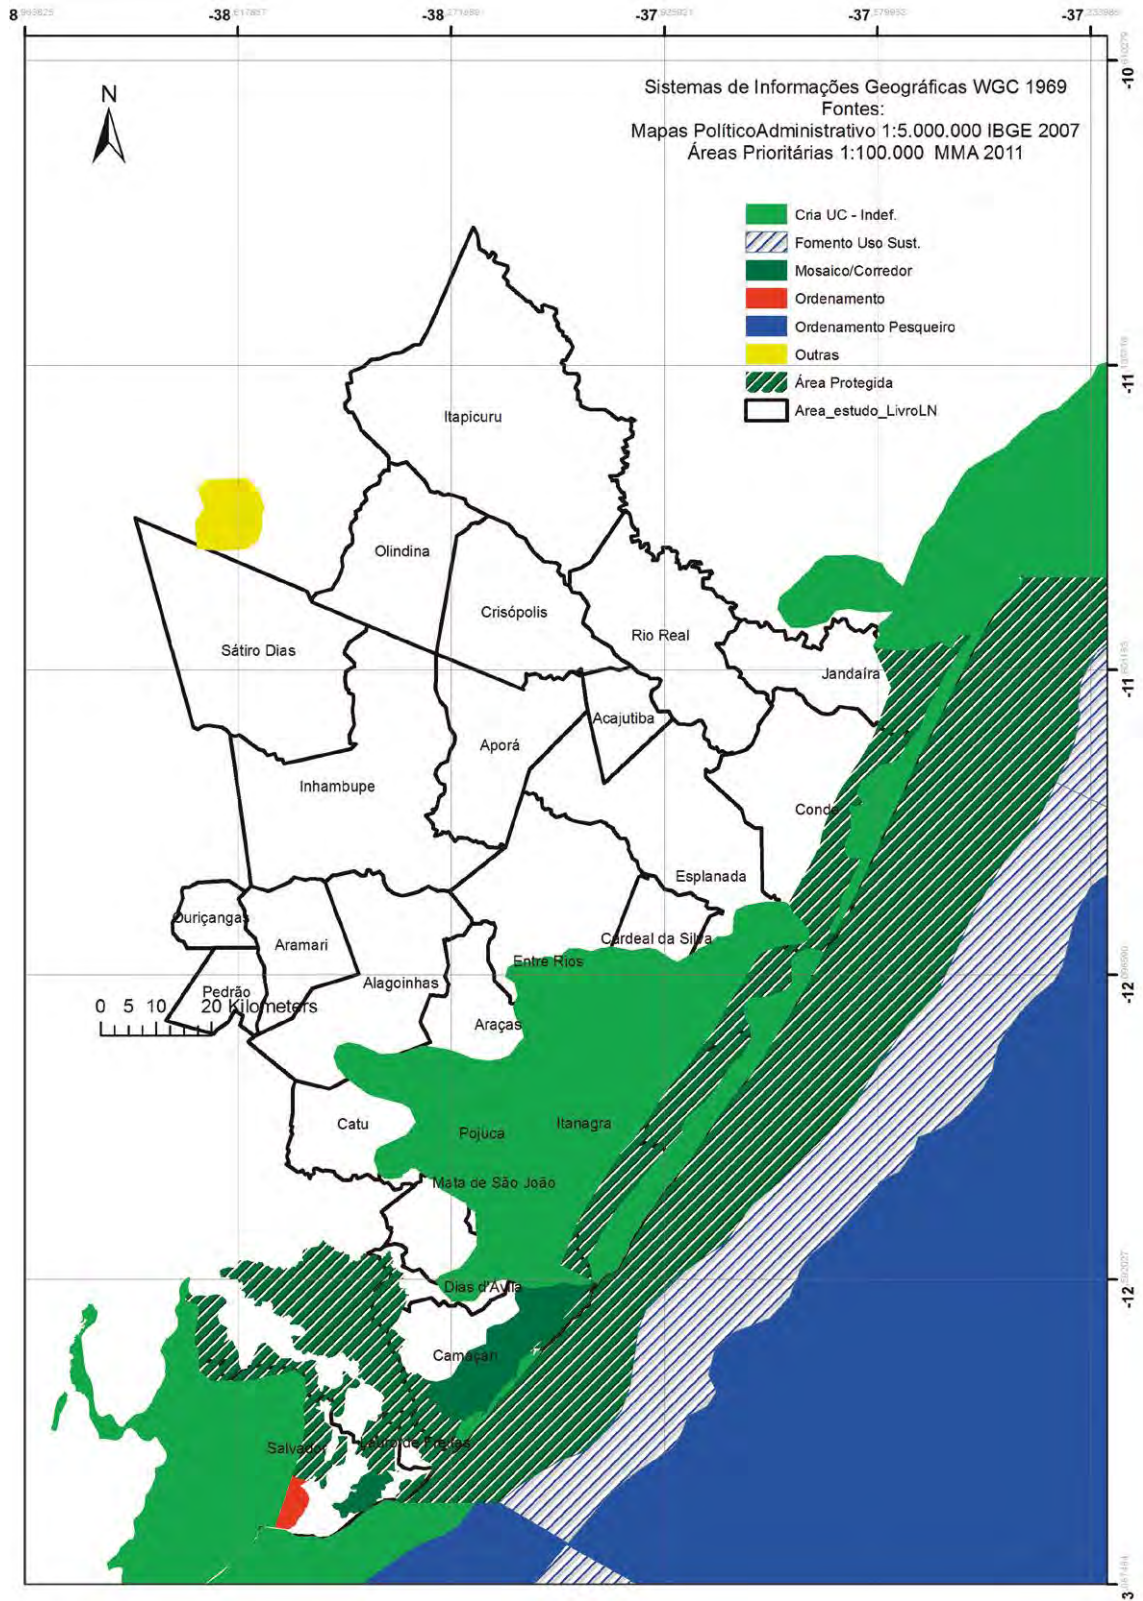 -38
-38
-37
-37
-37
-10
N
Sistemas de Informações Geográficas WGC 1969
Fontes:
Mapas PolíticoAdministrativo 1:5.000.000 IBGE 2007
Áreas Prioritárias 1:100.000 MMA 2011
Cria UC - Indef.
Fomento Uso Sust.
Mosaico/Corredor
Ordenamento
Ordenamento Pesqueiro
Outras
Área Protegida
Area_estudo_LivroLN
-11
Itapicuru
Olindina
Crisópolis
Rio Real
Sátiro Dias
Jandaíra
-11
Acajutiba
Aporá
Inhambupe
Conde
Esplanada
Ouriçangas
Cardeal da Silva
Aramari
Entre Rios
-12
Alagoinhas
Pedrão
0 5 10 20 Kilometers
Araças
Catu
Pojuca
Itanagra
Mata de São João
-12
Dias d'Ávila
Camaçari
Salvador
Lauro de Freitas
3